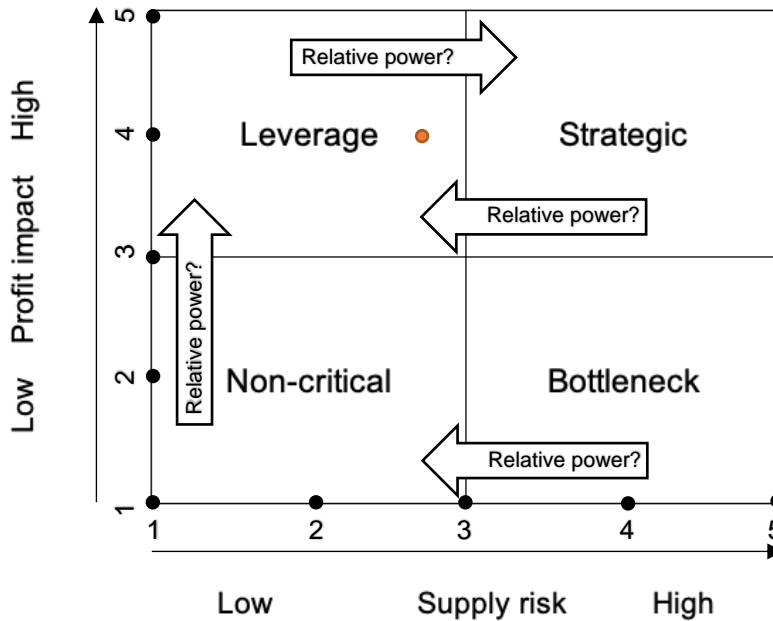 5
4
3
2
1
Low Profit impact High
Relative power?
Leverage
Strategic
Relative power?
Relative power?
Non-critical
Bottleneck
Relative power?
1 2 3 4 5
Low Supply risk High